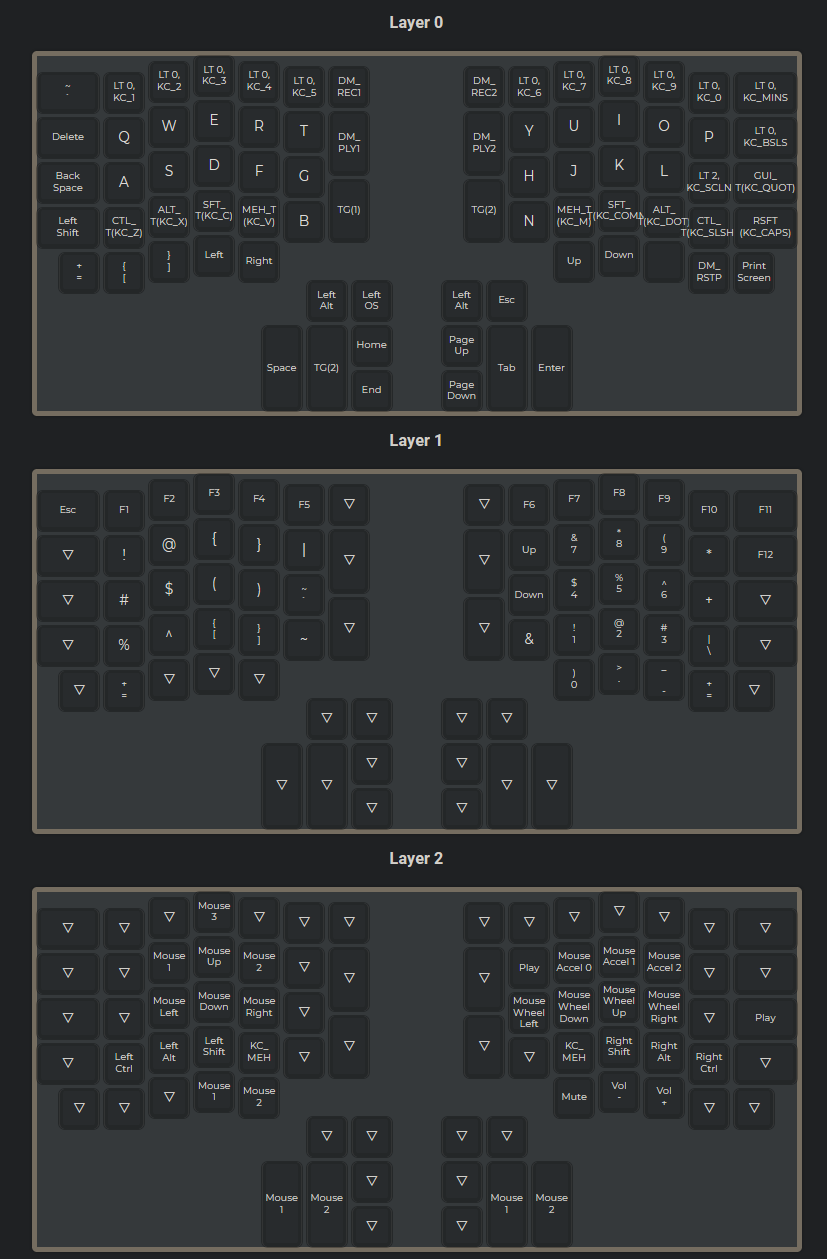 Layer 0
~
`
LT 0,
KC_1
LT 0,
KC_2
LT 0,
KC_3
LT 0,
KC_4
LT 0,
KC_5
DM_
REC1
DM_
REC2
LT 0,
KC_6
LT 0,
KC_7
LT 0,
KC_8
LT 0,
KC_9
LT 0,
KC_0
LT 0,
KC_MINS
Delete
Q
W
E
R
T
DM_
PLY1
DM_
PLY2
Y
U
I
O
P
LT 0,
KC_BSLS
Back
Space
A
S
D
F
G
H
J
K
L
LT 2,
KC_SCLN
GUI_
T(KC_QUOT)
Left
Shift
CTL_
T(KC_Z)
ALT_
T(KC_X)
SFT_
T(KC_C)
MEH_T
(KC_V)
B
TG(1)
TG(2)
N
MEH_T
(KC_M)
SFT_
T(KC_COMM
ALT_
T(KC_DOT)
CTL_
T(KC_SLSH
RSFT
(KC_CAPS)
+
=
{
[
}
]
Left
Right
Up
Down
DM_
RSTP
Print
Screen
Left
Alt
Left
OS
Left
Alt
Esc
Space
TG(2)
Home
End
Page
Up
Page
Down
Tab
Enter
Layer 1
Esc
F1
F2
F3
F4
F5
▽
▽
F6
F7
F8
F9
F10
F11
▽
!
@
{
}
|
▽
▽
Up
&
7
*
8
(
9
*
F12
▽
#
$
(
)
~
`
Down
$
4
%
5
^
6
+
▽
▽
%
^
{
[
}
]
~
▽
▽
&
!
1
@
2
#
3
|
\
▽
▽
+
=
▽
▽
▽
)
0
>
.
_
-
+
=
▽
▽
▽
▽
▽
▽
▽
▽
▽
▽
▽
▽
▽
Layer 2
▽
▽
▽
Mouse
3
▽
▽
▽
▽
▽
▽
▽
▽
▽
▽
▽
▽
Mouse
1
Mouse
Up
Mouse
2
▽
▽
▽
Play
Mouse
Accel 0
Mouse
Accel 1
Mouse
Accel 2
▽
▽
▽
▽
Mouse
Left
Mouse
Down
Mouse
Right
▽
Mouse
Wheel
Left
Mouse
Wheel
Down
Mouse
Wheel
Up
Mouse
Wheel
Right
▽
Play
▽
Left
Ctrl
Left
Alt
Left
Shift
KC_
MEH
▽
▽
▽
▽
KC_
MEH
Right
Shift
Right
Alt
Right
Ctrl
▽
▽
▽
▽
Mouse
1
Mouse
2
Mute
Vol
-
Vol
+
▽
▽
▽
▽
▽
▽
Mouse
1
Mouse
2
▽
▽
▽
▽
Mouse
1
Mouse
2